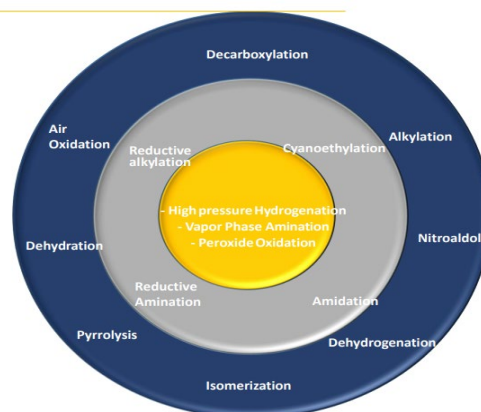 Decarboxylation
Air
Oxidation
Alkylation
Reductive
alkylation
Cyanoethylation
- High pressure Hydrogenation
- Vapor Phase Amination
- Peroxide Oxidation
Nitroaldol
Dehydration
Reductive
Amination
Amidation
Pyrrolysis
Dehydrogenation
Isomerization